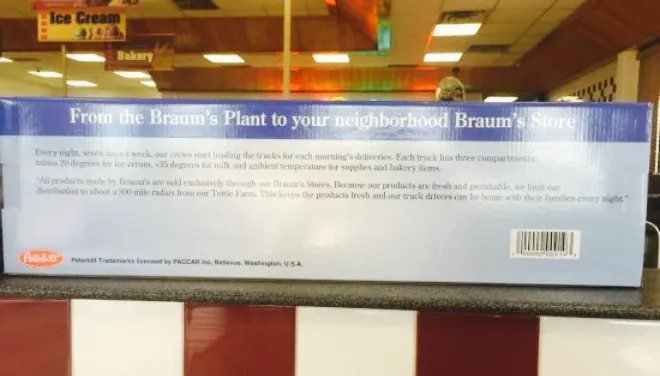 Ice Cream
Bakery
From the Braum's Plant to your neighborhood Braum's Store
Every night, seven days a week, our crews start loading the trucks for each morning's deliveries. Each truck has three compartments,
minus 20 degrees for ice cream, +35 degrees for milk and ambient temperature for supplies and bakery items.
"All products made by Braum's are sold exclusively through our Braum's Stores. Because our products are fresh and perishable, we limit our
distribution to about a 300 mile radius from our Tuttle Farm. This keeps the products fresh and our truck drivers can be home with their families every night."
Peterbilt
Peterbilt Trademarks licensed by PACCAR Inc, Bellevue, Washington, U.S.A.